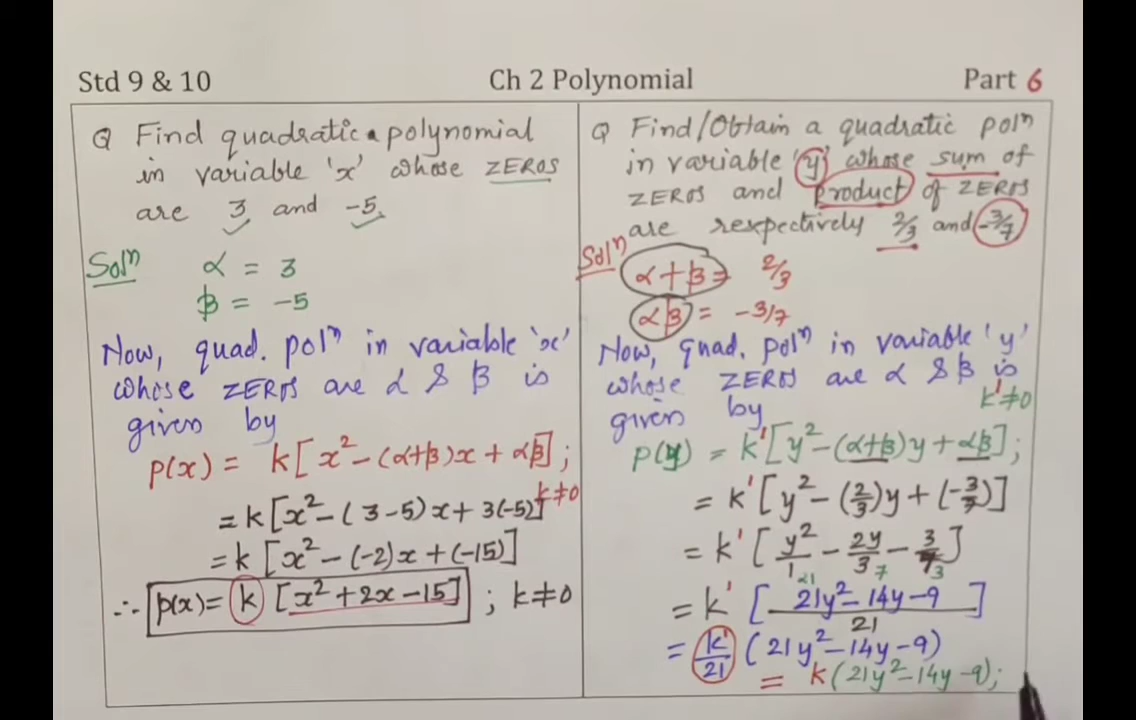 Std 9 & 10 Ch 2 Polynomial Part 6
Q Find quadratic polynomial
in variable 'x' whose ZEROS
are 3 and -5.
Solⁿ α = 3
β = -5
Now, quad. polⁿ in variable 'x'
whose ZEROS are α & β is
given by
p(x) = k[x² - (α+β)x + αβ];
k≠0
= k[x² - (3-5)x + 3(-5)]
= k[x² - (-2)x + (-15)]
∴ p(x) = k [x² + 2x - 15] ; k≠0
Q Find/Obtain a quadratic polⁿ
in variable 'y' whose sum of
ZEROS and product of ZEROS
are respectively 2/3 and -3/7
Solⁿ α+β = 2/3
αβ = -3/7
Now, quad. polⁿ in variable 'y'
whose ZEROS are α & β is
given by k'≠0
p(y) = k'[y² - (α+β)y + αβ];
= k'[y² - (2/3)y + (-3/7)]
= k'[y²/1 - 2y/3 - 3/7]
21 7 3
= k'[21y² - 14y - 9 / 21]
= k'/21 (21y² - 14y - 9)
= k(21y² - 14y - 9);